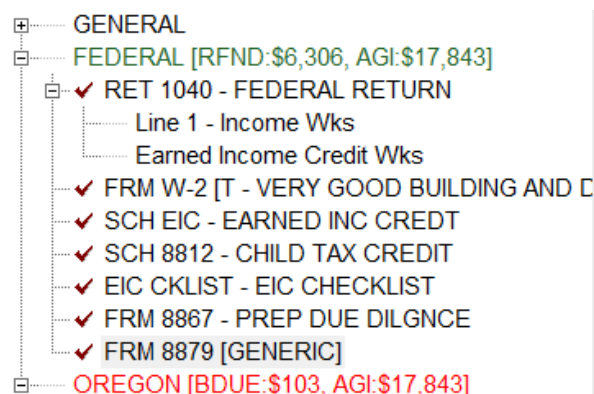 GENERAL
FEDERAL [RFND:$6,306, AGI:$17,843]
RET 1040 - FEDERAL RETURN
Line 1 - Income Wks
Earned Income Credit Wks
FRM W-2 [T - VERY GOOD BUILDING AND D
SCH EIC - EARNED INC CREDT
SCH 8812 - CHILD TAX CREDIT
EIC CKLIST - EIC CHECKLIST
FRM 8867 - PREP DUE DILGNCE
FRM 8879 [GENERIC]
OREGON [BDUE:$103, AGI:$17,843]